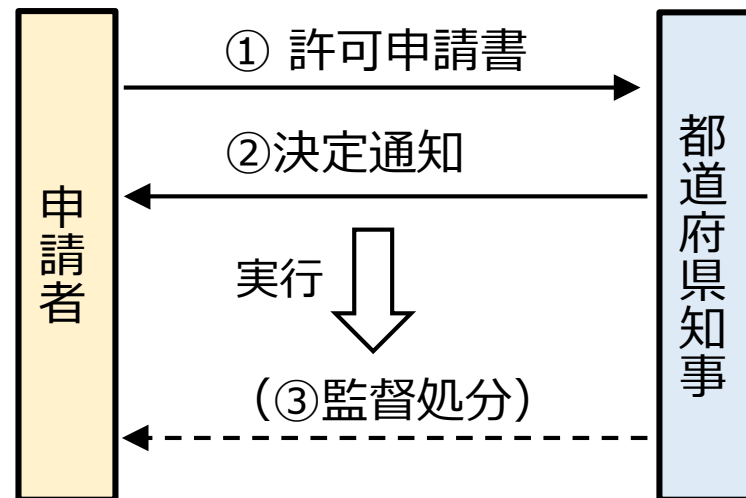 ① 許可申請書
②決定通知
申請者
都道府県知事
実行
（③監督処分）